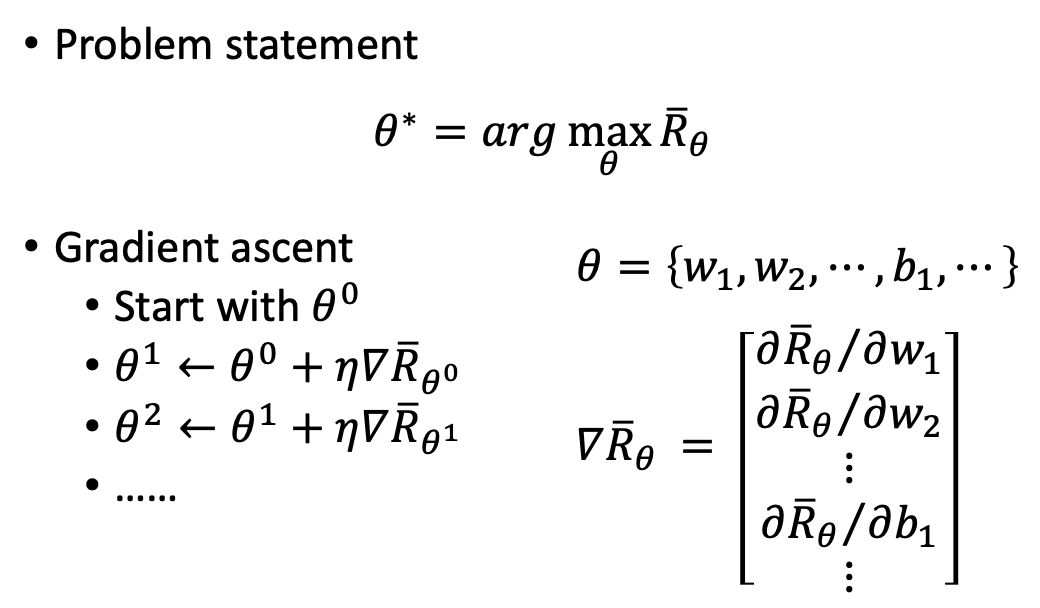 • Problem statement
θ* = arg max_θ R̄_θ
• Gradient ascent
• Start with θ⁰
• θ¹ ← θ⁰ + η∇R̄_θ⁰
• θ² ← θ¹ + η∇R̄_θ¹
• ……
θ = {w₁, w₂, ⋯ , b₁, ⋯ }
∇R̄_θ = [∂R̄_θ/∂w₁
∂R̄_θ/∂w₂
⋮
∂R̄_θ/∂b₁
⋮]